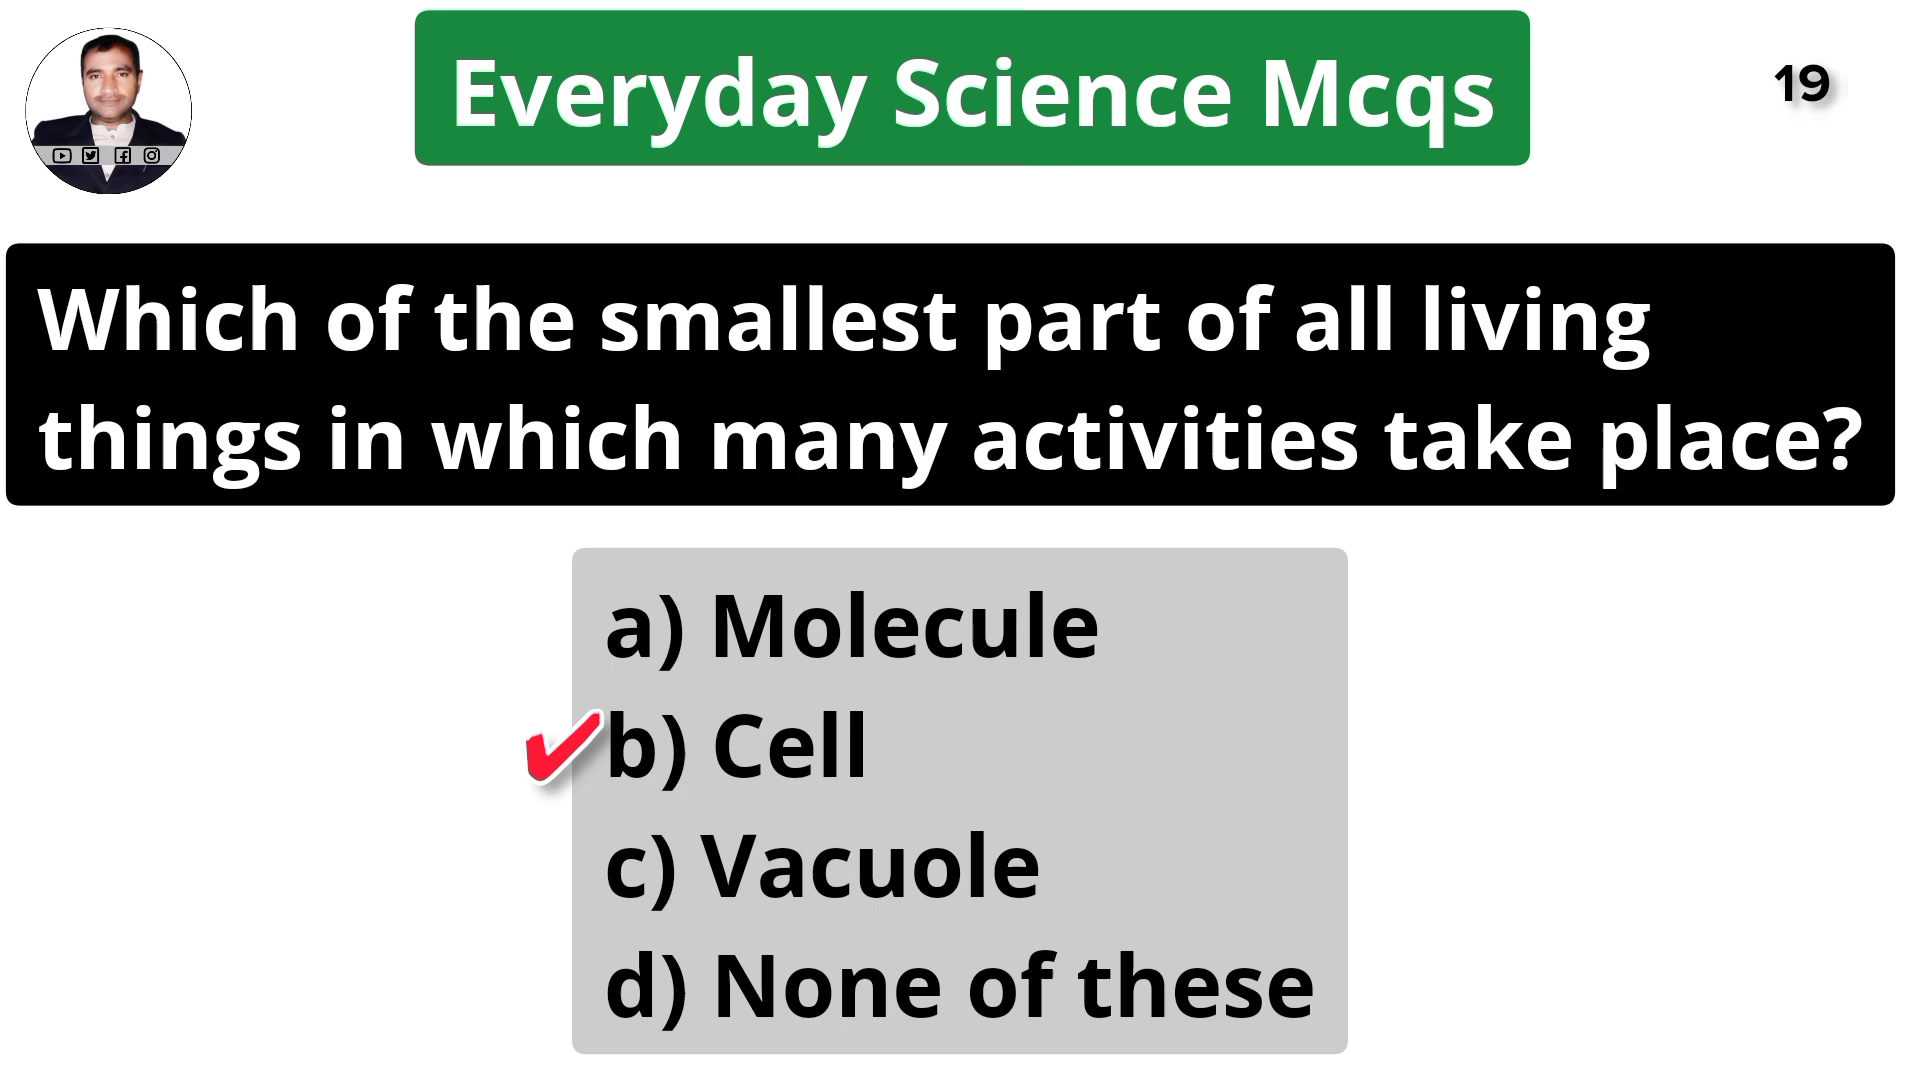 Everyday Science Mcqs
19
Which of the smallest part of all living
things in which many activities take place?
a) Molecule
b) Cell
c) Vacuole
d) None of these